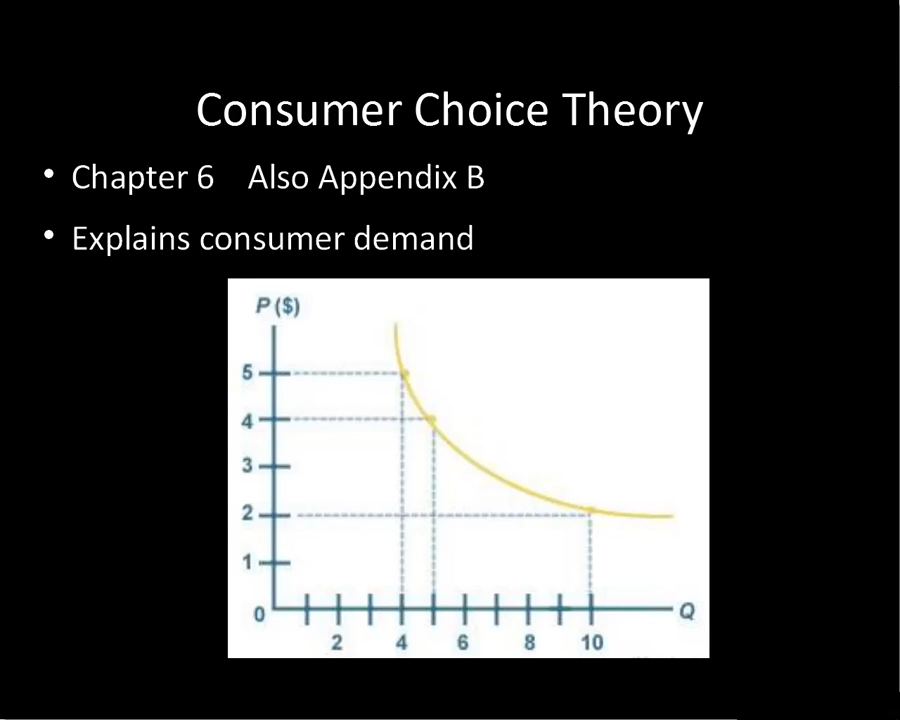 Consumer Choice Theory
• Chapter 6 Also Appendix B
• Explains consumer demand
P ($)
5
4
3
2
1
0
Q
2 4 6 8 10